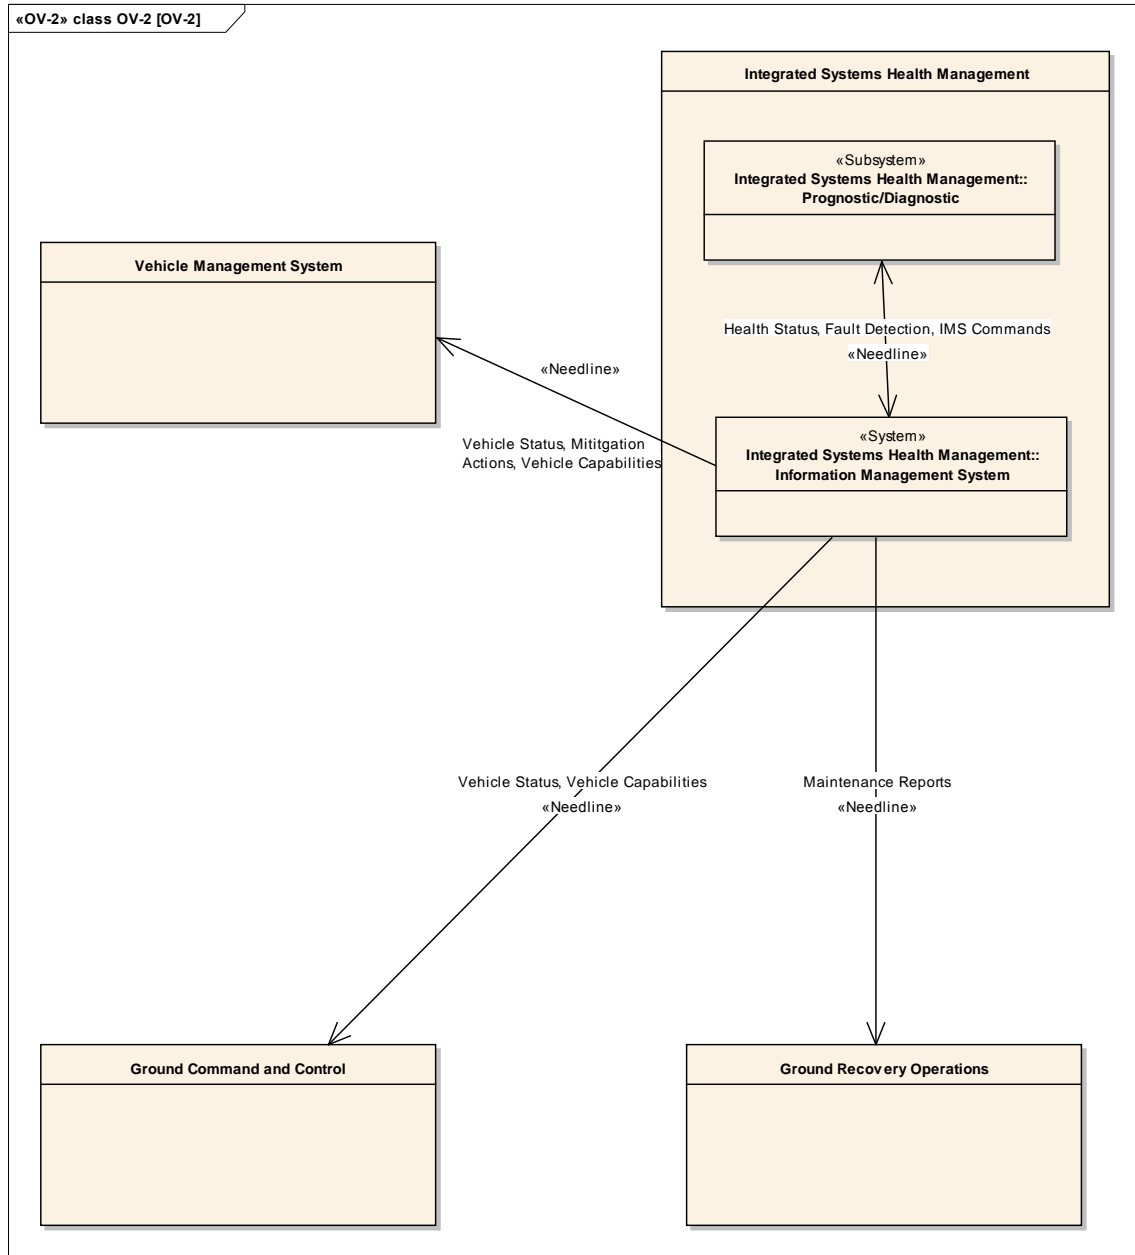 «OV-2» class OV-2 [OV-2]
Integrated Systems Health Management
«Subsystem»
Integrated Systems Health Management::
Prognostic/Diagnostic
Vehicle Management System
Health Status, Fault Detection, IMS Commands
«Needline»
«Needline»
Vehicle Status, Mititgation
Actions, Vehicle Capabilities
«System»
Integrated Systems Health Management::
Information Management System
Vehicle Status, Vehicle Capabilities
«Needline»
Maintenance Reports
«Needline»
Ground Command and Control
Ground Recovery Operations